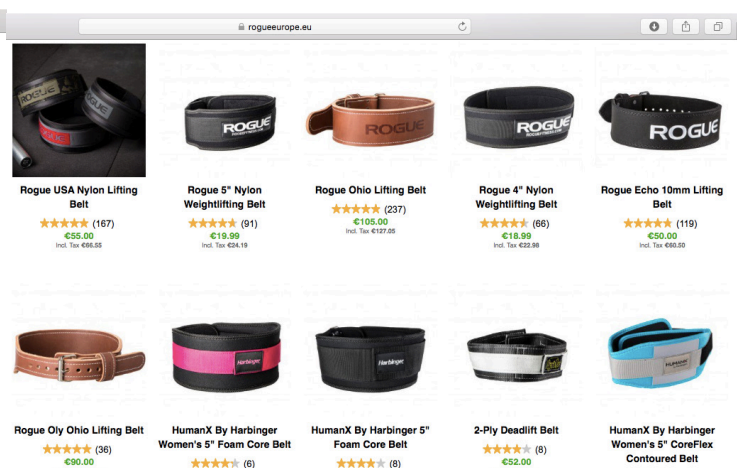 rogueeurope.eu
ROGUE
ROGUE
ROGUE
ROGUE
ROGUE
ROGUE
Rogue USA Nylon Lifting
Belt
(167)
€55.00
Incl. Tax €66.55
Rogue 5" Nylon
Weightlifting Belt
(91)
€19.99
Incl. Tax €24.19
Rogue Ohio Lifting Belt
(237)
€105.00
Incl. Tax €127.05
Rogue 4" Nylon
Weightlifting Belt
(66)
€18.99
Incl. Tax €22.98
Rogue Echo 10mm Lifting
Belt
(119)
€50.00
Incl. Tax €60.50
Harbinger
Harbinger
HUMANX
Rogue Oly Ohio Lifting Belt
(36)
€90.00
HumanX By Harbinger
Women's 5" Foam Core Belt
(6)
HumanX By Harbinger 5"
Foam Core Belt
(8)
2-Ply Deadlift Belt
(8)
€52.00
HumanX By Harbinger
Women's 5" CoreFlex
Contoured Belt